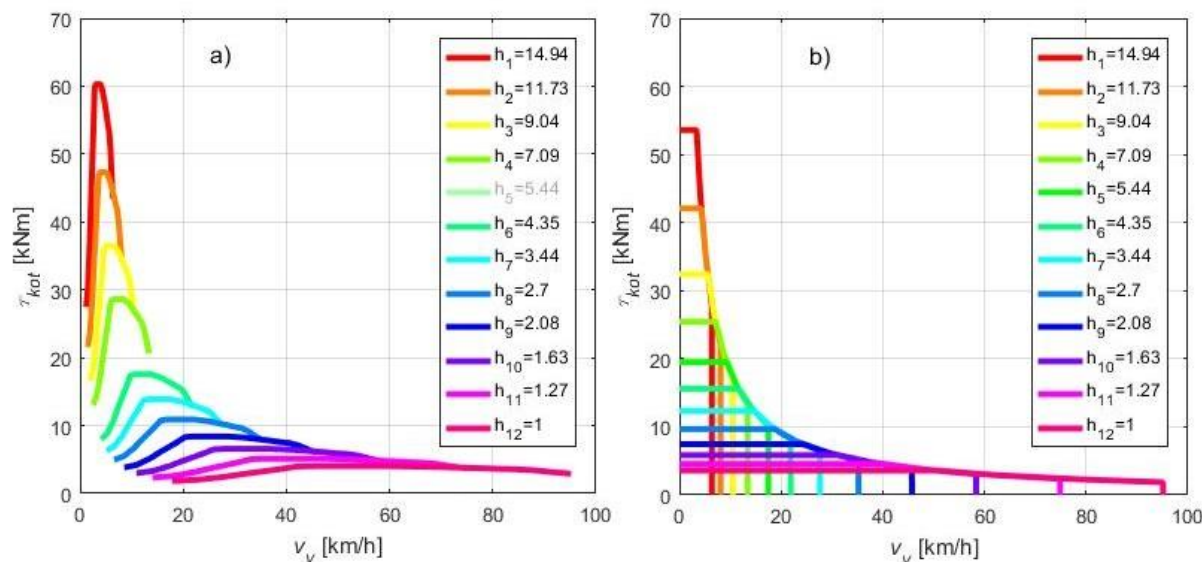 a)
70
60
50
40
30
20
10
0
τkot [kNm]
h1=14.94
h2=11.73
h3=9.04
h4=7.09
h5=5.44
h6=4.35
h7=3.44
h8=2.7
h9=2.08
h10=1.63
h11=1.27
h12=1
0 20 40 60 80 100
vv [km/h]
b)
70
60
50
40
30
20
10
0
τkot [kNm]
h1=14.94
h2=11.73
h3=9.04
h4=7.09
h5=5.44
h6=4.35
h7=3.44
h8=2.7
h9=2.08
h10=1.63
h11=1.27
h12=1
0 20 40 60 80 100
vv [km/h]